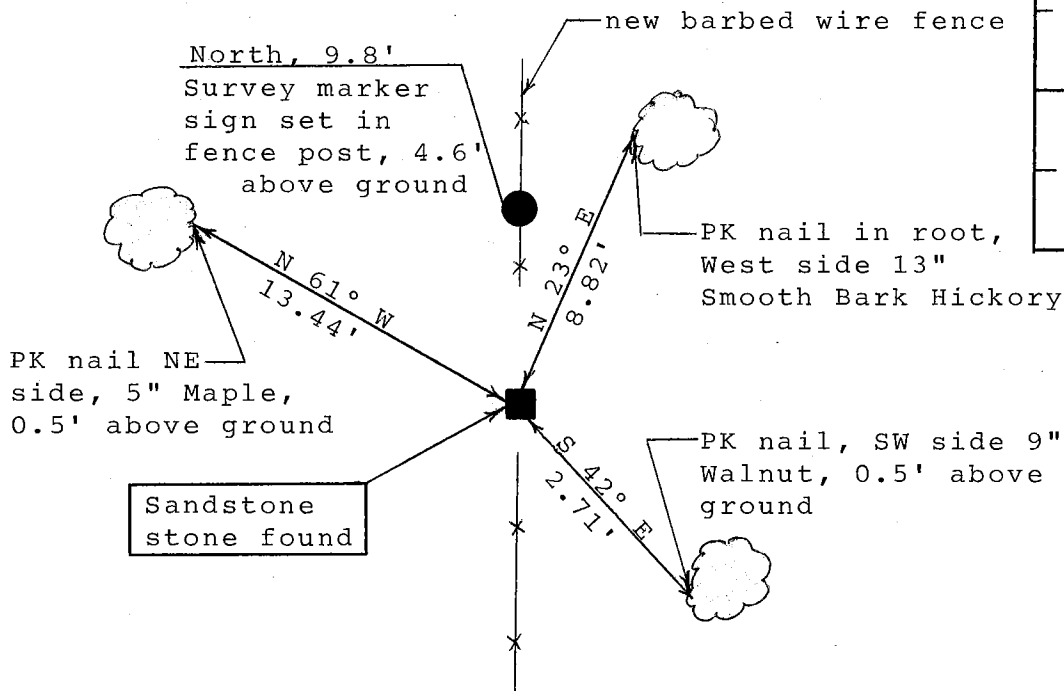 new barbed wire fence
North, 9.8'
Survey marker
sign set in
fence post, 4.6'
above ground
N 61° W
13.44'
N 23° E
8.82'
PK nail in root,
West side 13"
Smooth Bark Hickory
PK nail NE
side, 5" Maple,
0.5' above ground
Sandstone
stone found
S 42° E
2.71'
PK nail, SW side 9"
Walnut, 0.5' above
ground